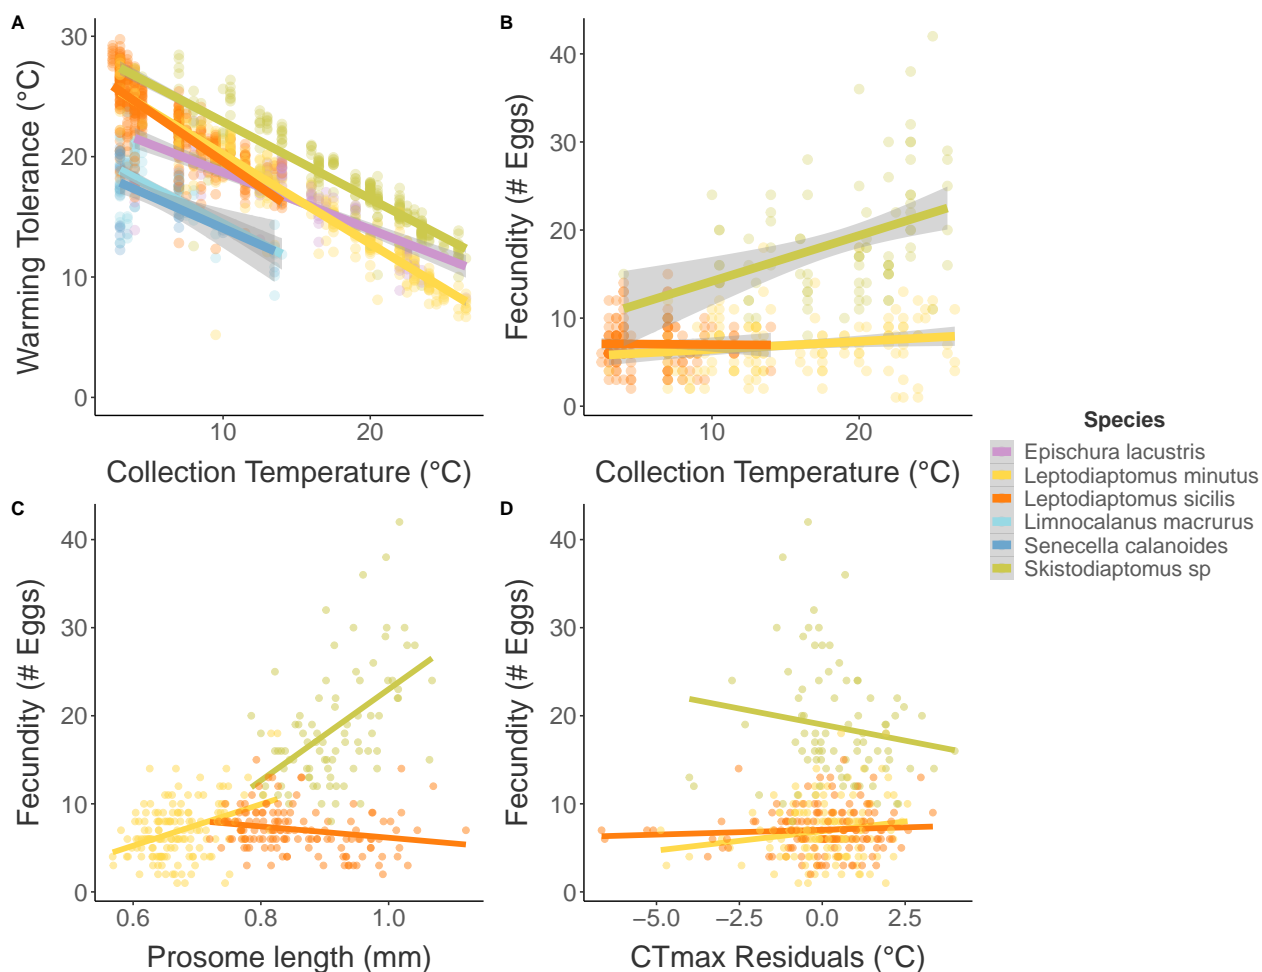 A
B
Warming Tolerance (°C)
30
20
10
0
10
20
Collection Temperature (°C)
Fecundity (# Eggs)
40
30
20
10
0
10
20
Collection Temperature (°C)
Species
Epischura lacustris
Leptodiaptomus minutus
Leptodiaptomus sicilis
Limnocalanus macrurus
Senecella calanoides
Skistodiaptomus sp
C
D
Fecundity (# Eggs)
40
30
20
10
0
0.6
0.8
1.0
Prosome length (mm)
Fecundity (# Eggs)
40
30
20
10
0
−5.0
−2.5
0.0
2.5
CTmax Residuals (°C)